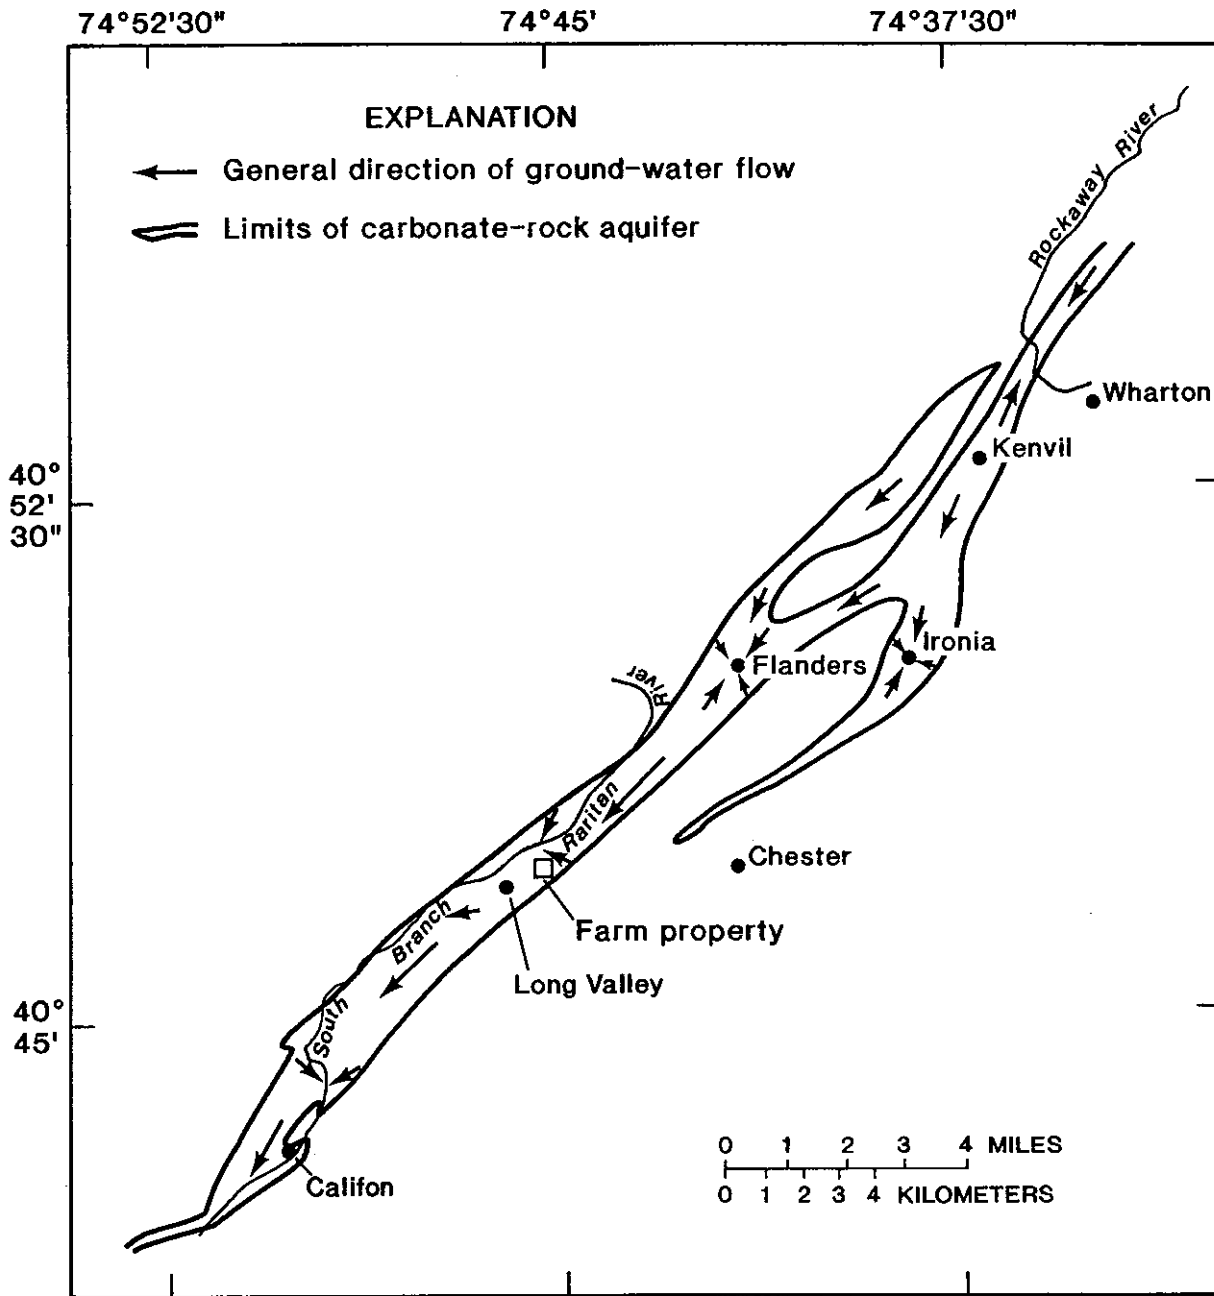 74°52'30" 74°45' 74°37'30"
EXPLANATION
General direction of ground-water flow
Limits of carbonate-rock aquifer
Rockaway River
Wharton
Kenvil
40°
52'
30"
Ironia
Flanders
River
Raritan
Chester
Branch
Farm property
Long Valley
40°
45'
South
Califon
0 1 2 3 4 MILES
0 1 2 3 4 KILOMETERS